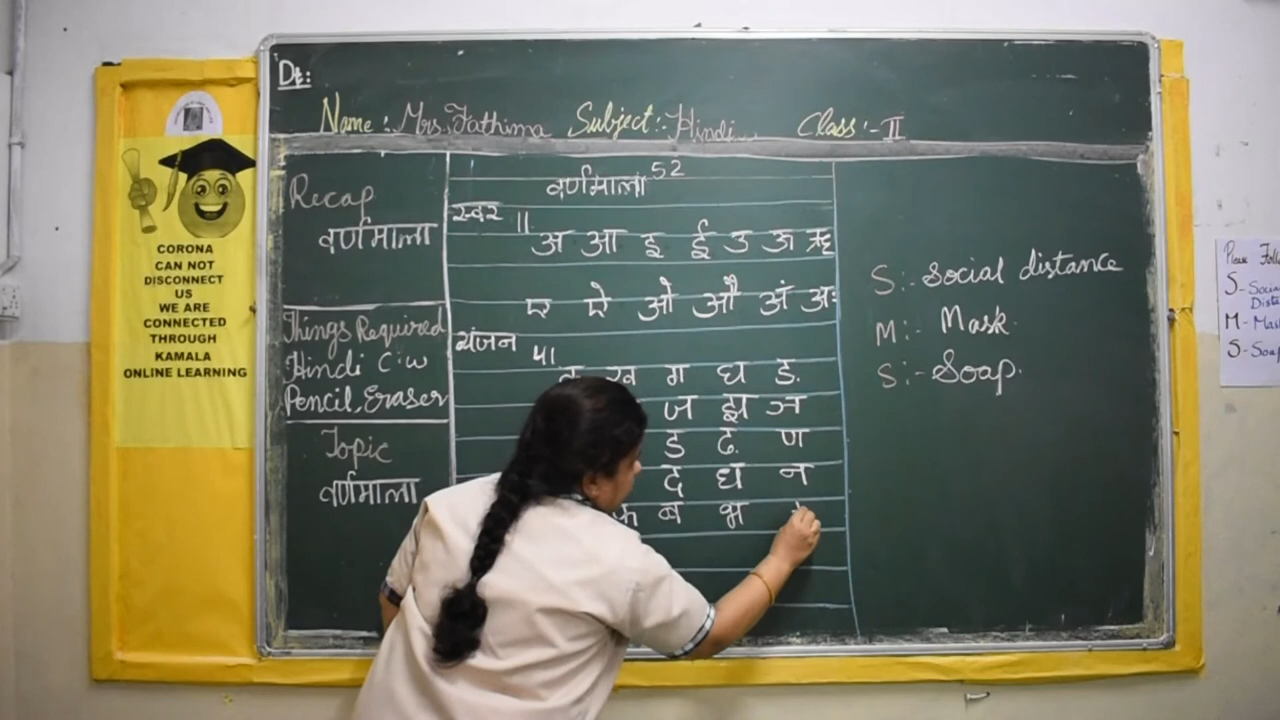 Dt:
Name:- Mrs. Fathima Subject:- Hindi Class:- II
CORONA
CAN NOT
DISCONNECT
US
WE ARE
CONNECTED
THROUGH
KAMALA
ONLINE LEARNING
Recap
वर्णमाला
Things Required
Hindi C.W
Pencil, Eraser
Topic
वर्णमाला
वर्णमाला 52
स्वर 11
अ आ इ ई उ ऊ ऋ
ए ऐ ओ औ अं अः
व्यंजन 41
ख ग घ ङ
ज झ ञ
ड ढ ण
द ध न
फ ब भ
S:- Social distance
M:- Mask
S:- Soap
S- Social
M- Mask
S- Soap